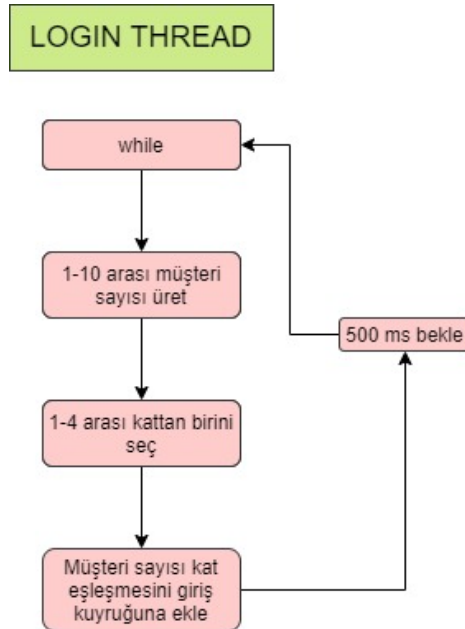 LOGIN THREAD
while
1-10 arası müşteri
sayısı üret
500 ms bekle
1-4 arası kattan birini
seç
Müşteri sayısı kat
eşleşmesini giriş
kuyruğuna ekle